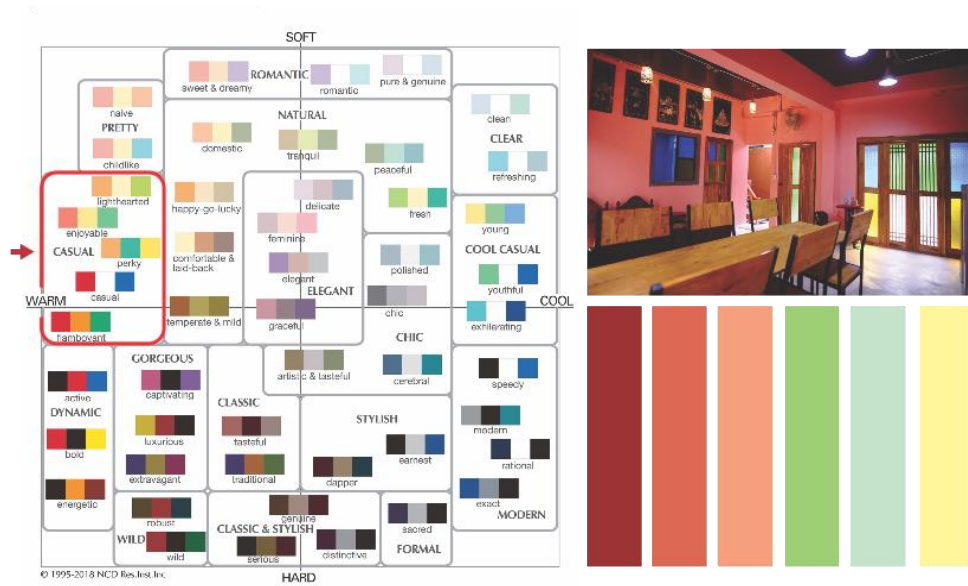 SOFT
ROMANTIC
sweet & dreamy
romantic
pure & genuine
naive
PRETTY
childlike
NATURAL
domestic
tranquil
peaceful
clean
CLEAR
refreshing
lighthearted
enjoyable
CASUAL
perky
casual
flamboyant
happy-go-lucky
comfortable &
laid-back
temperate & mild
delicate
feminine
elegant
ELEGANT
graceful
fresh
polished
chic
CHIC
artistic & tasteful
cerebral
young
COOL CASUAL
youthful
exhilerating
WARM
COOL
active
DYNAMIC
bold
energetic
GORGEOUS
captivating
luxurious
extravagant
CLASSIC
tasteful
traditional
STYLISH
earnest
dapper
speedy
modern
rational
exact
MODERN
robust
WILD
wild
genuine
CLASSIC & STYLISH
serious
distinctive
sacred
FORMAL
HARD
© 1995-2018 NCD Res.Inst.Inc